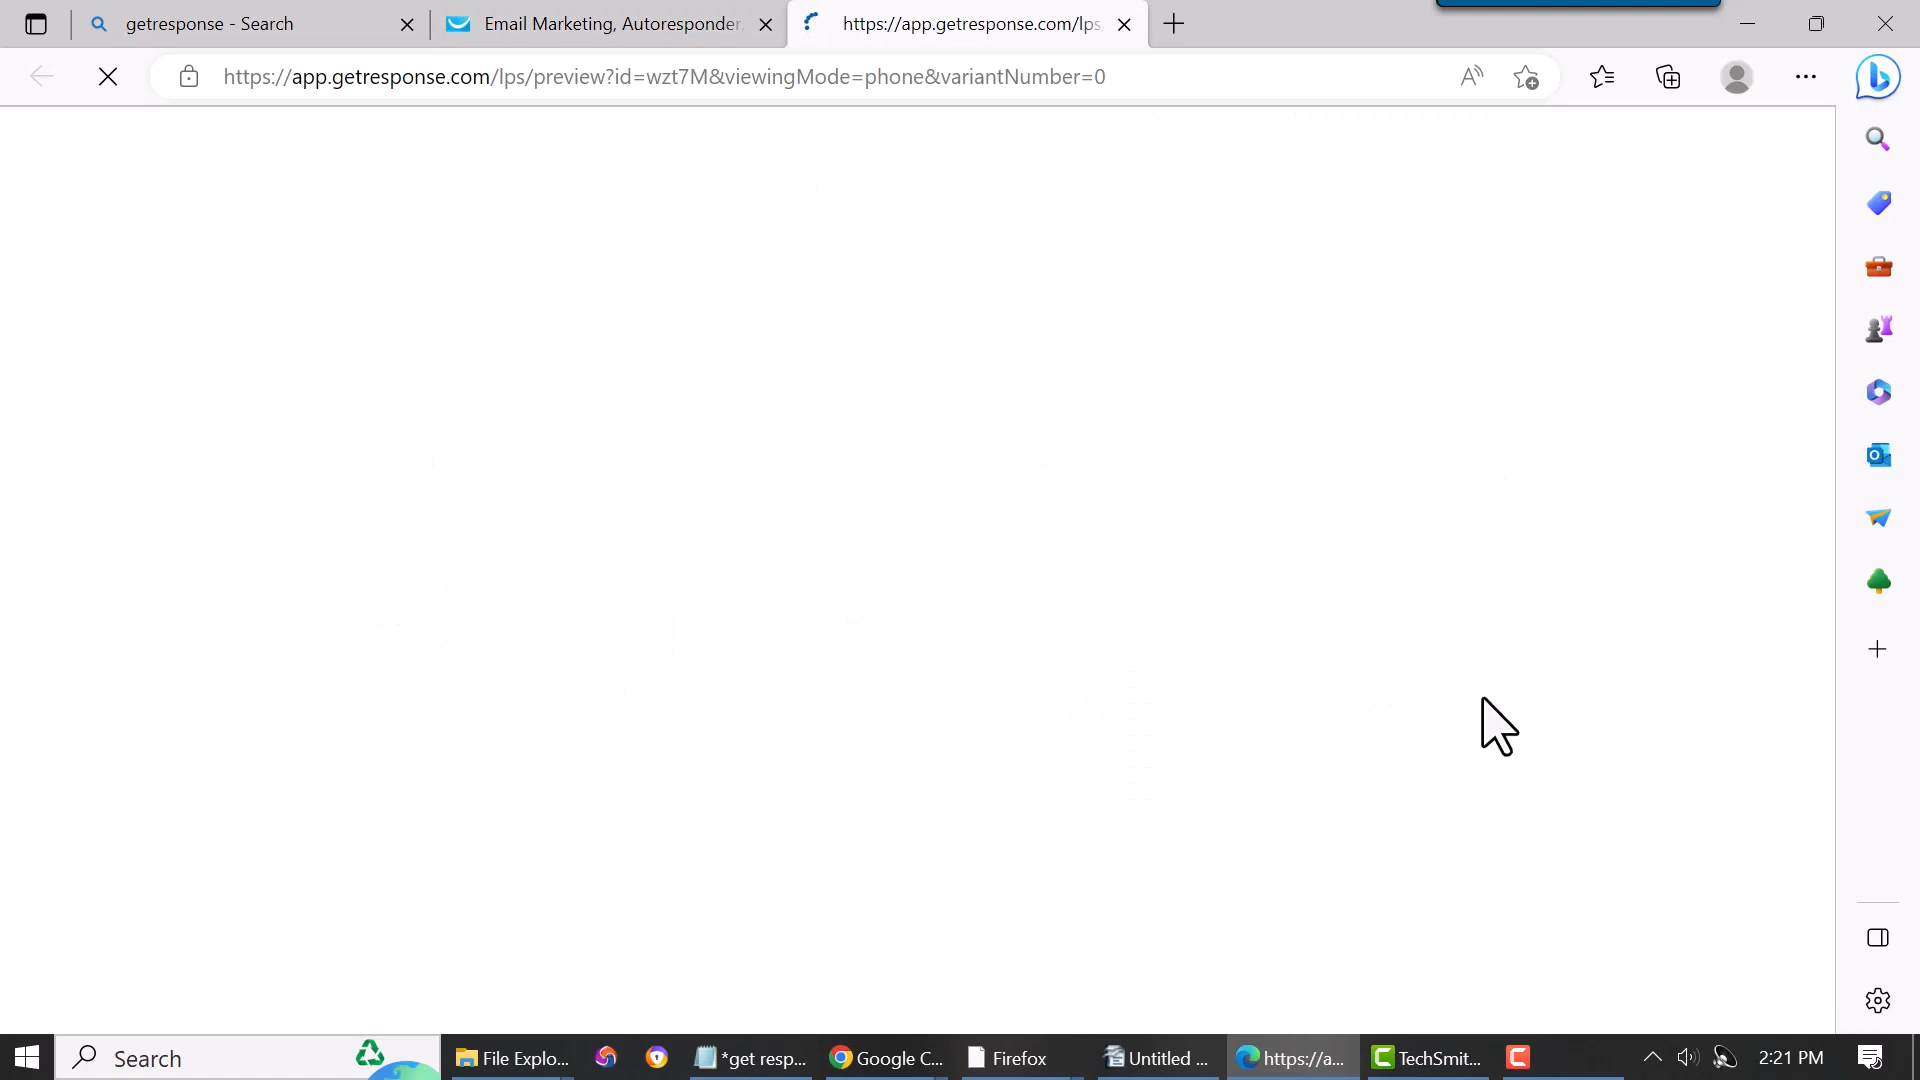 getresponse - Search
Email Marketing, Autoresponder,
https://app.getresponse.com/lps
https://app.getresponse.com/lps/preview?id=wzt7M&viewingMode=phone&variantNumber=0
Search
File Explo...
*get resp...
Google C...
Firefox
Untitled ...
https://a...
TechSmit...
2:21 PM